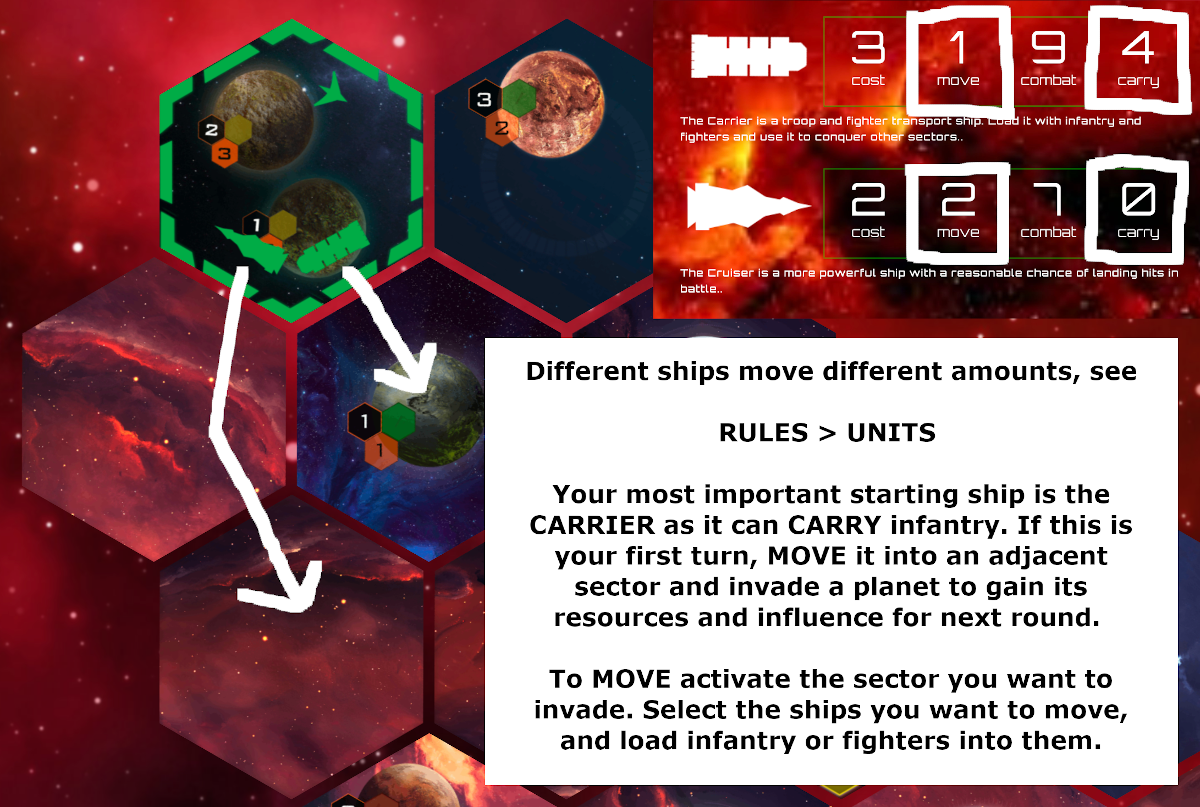 3 1 9 4
cost move combat carry
The Carrier is a troop and fighter transport ship. Load it with infantry and
fighters and use it to conquer other sectors..
2 2 7 0
cost move combat carry
The Cruiser is a more powerful ship with a reasonable chance of landing hits in
battle..
2
3
3
2
1
1
1
Different ships move different amounts, see
RULES > UNITS
Your most important starting ship is the
CARRIER as it can CARRY infantry. If this is
your first turn, MOVE it into an adjacent
sector and invade a planet to gain its
resources and influence for next round.
To MOVE activate the sector you want to
invade. Select the ships you want to move,
and load infantry or fighters into them.